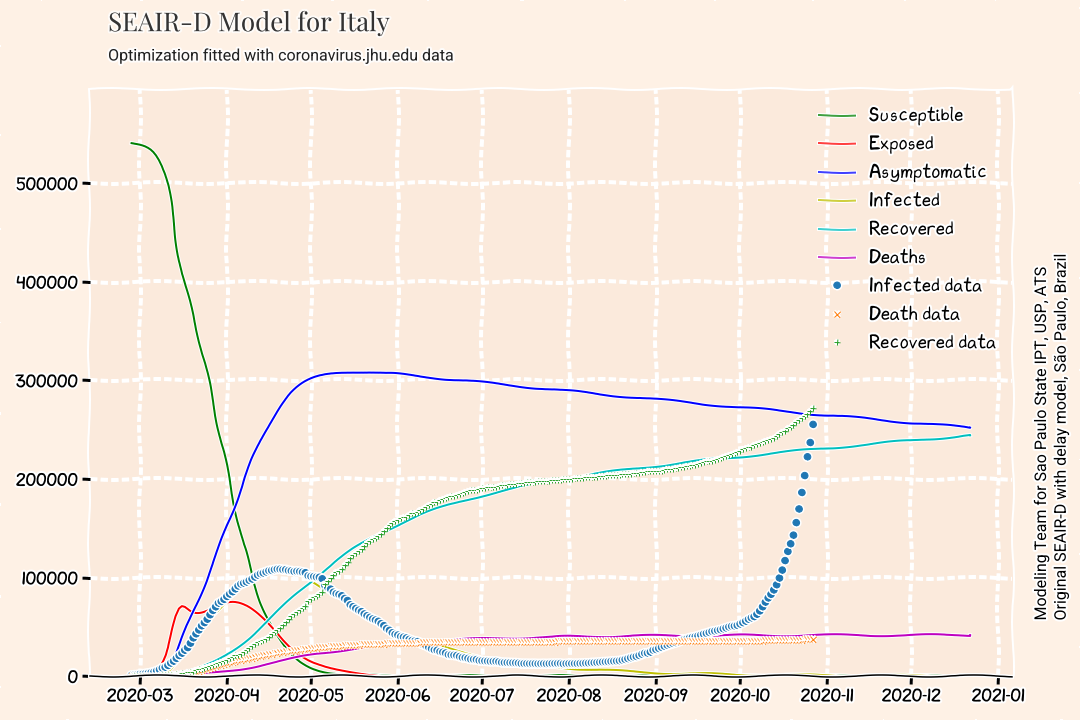 SEAIR-D Model for Italy
Optimization fitted with coronavirus.jhu.edu data
Susceptible
Exposed
Asymptomatic
Infected
Recovered
Deaths
Infected data
Death data
Recovered data
500000
400000
300000
200000
100000
0
2020-03
2020-04
2020-05
2020-06
2020-07
2020-08
2020-09
2020-10
2020-11
2020-12
2021-01
Modeling Team for Sao Paulo State IPT, USP, ATS
Original SEAIR-D with delay model, São Paulo, Brazil